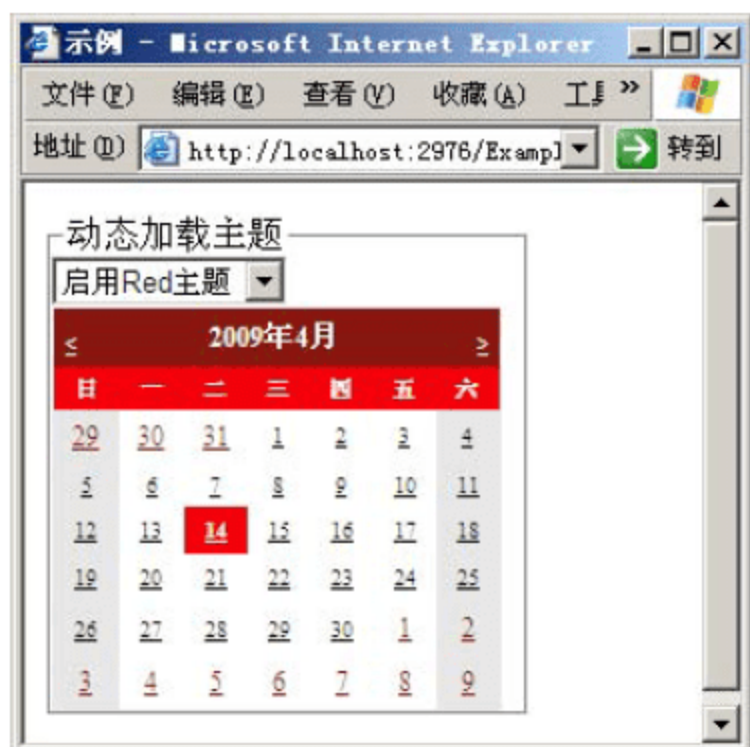 示例 - Microsoft Internet Explorer
文件(F) 编辑(E) 查看(V) 收藏(A) 工具 »
地址(D) http://localhost:2976/Exampl 转到
动态加载主题
启用Red主题
< 2009年4月 >
日 一 二 三 四 五 六
29 30 31 1 2 3 4
5 6 7 8 9 10 11
12 13 14 15 16 17 18
19 20 21 22 23 24 25
26 27 28 29 30 1 2
3 4 5 6 7 8 9